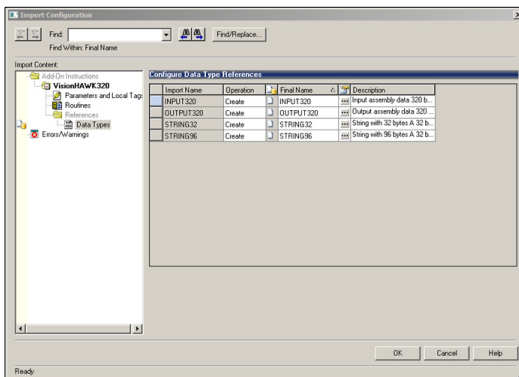 Import Configuration
Find:
Find/Replace...
Find Within: Final Name
Import Content:
Add-On Instructions
VisionHAWK320
Parameters and Local Tags
Routines
References
Data Types
Errors/Warnings
Configure Data Type References
Import Name Operation Final Name Description
INPUT320 Create INPUT320 ... Input assembly data 320 b...
OUTPUT320 Create OUTPUT320 ... Output assembly data 320 ...
STRING32 Create STRING32 ... String with 32 bytes A 32 b...
STRING96 Create STRING96 ... String with 96 bytes A 32 b...
OK Cancel Help
Ready